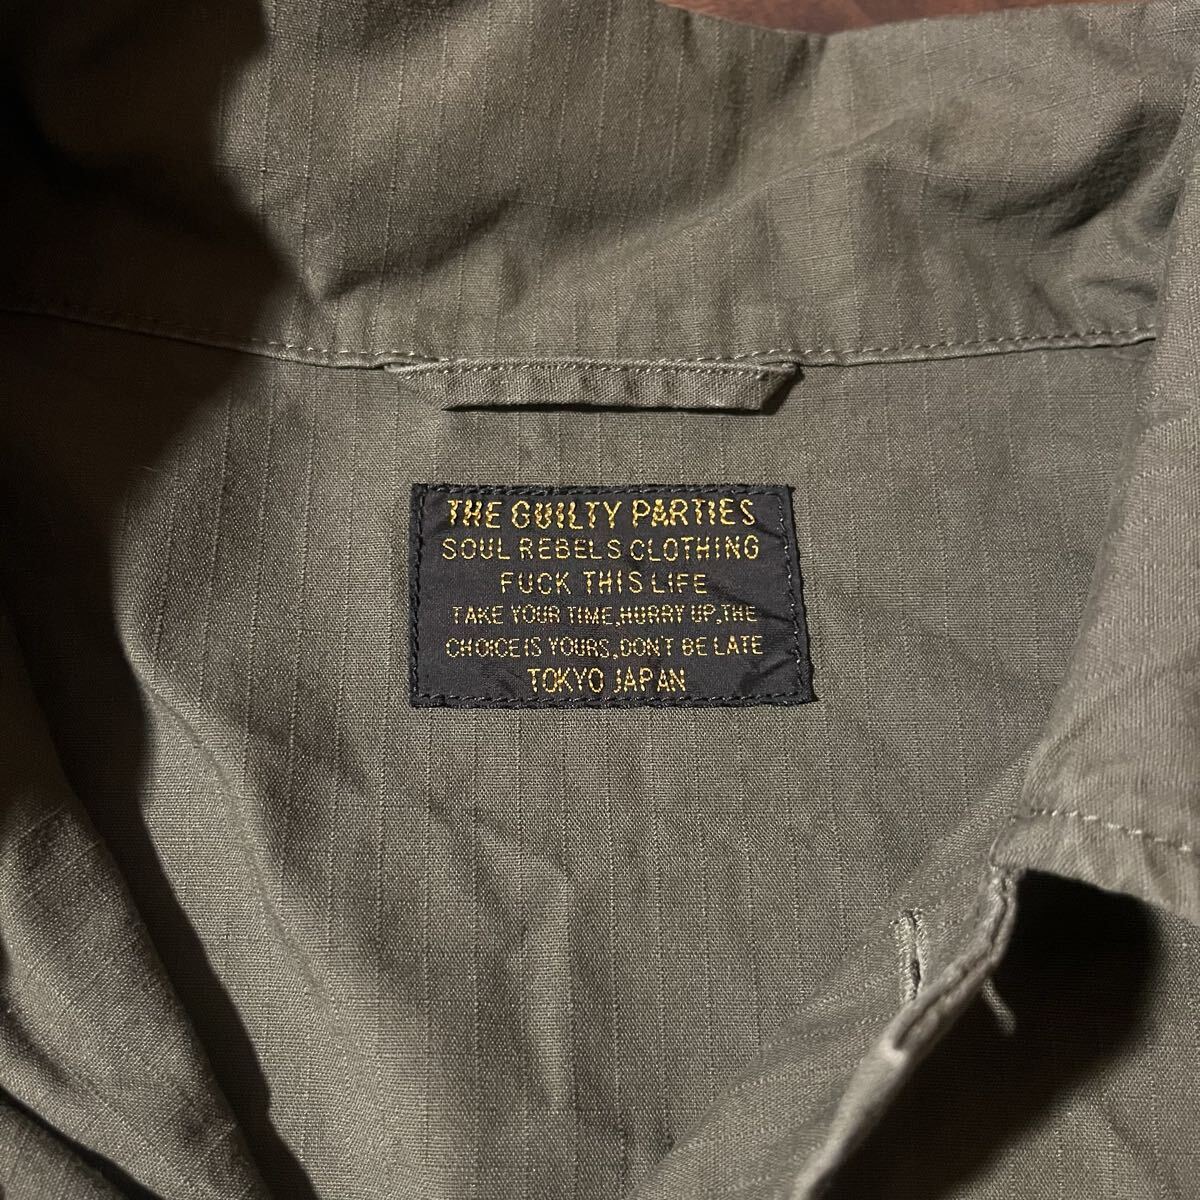 THE GUILTY PARTIES
SOUL REBELS CLOTHING
FUCK THIS LIFE
TAKE YOUR TIME,HURRY UP,THE
CHOICE IS YOURS,DON'T BE LATE
TOKYO JAPAN